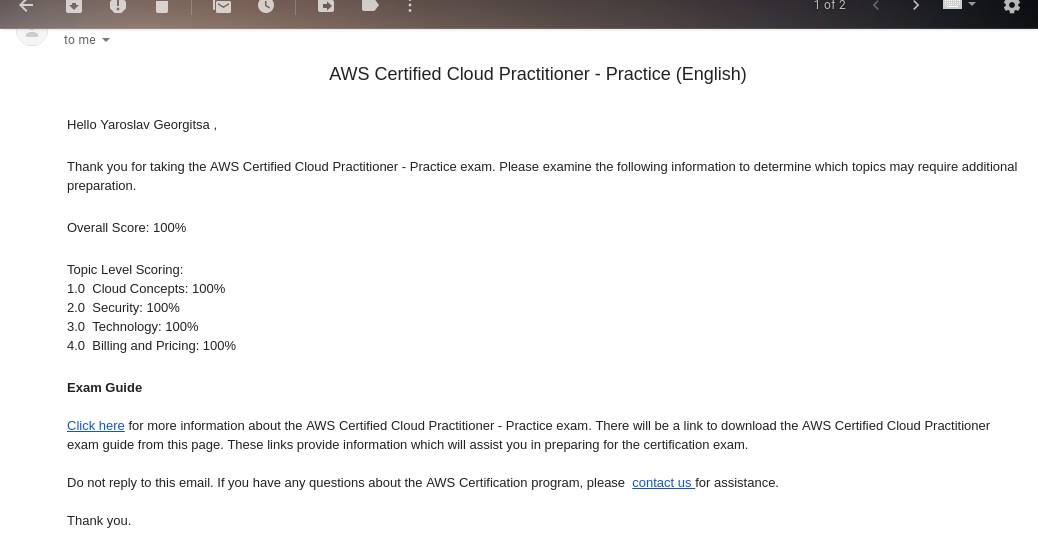 1 of 2
to me
AWS Certified Cloud Practitioner - Practice (English)
Hello Yaroslav Georgitsa ,
Thank you for taking the AWS Certified Cloud Practitioner - Practice exam. Please examine the following information to determine which topics may require additional
preparation.
Overall Score: 100%
Topic Level Scoring:
1.0  Cloud Concepts: 100%
2.0  Security: 100%
3.0  Technology: 100%
4.0  Billing and Pricing: 100%
Exam Guide
Click here for more information about the AWS Certified Cloud Practitioner - Practice exam. There will be a link to download the AWS Certified Cloud Practitioner
exam guide from this page. These links provide information which will assist you in preparing for the certification exam.
Do not reply to this email. If you have any questions about the AWS Certification program, please  contact us for assistance.
Thank you.